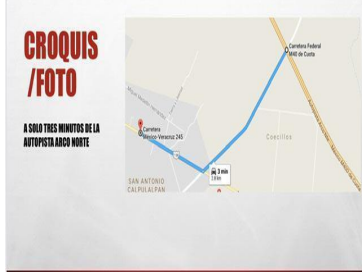 CROQUIS
/FOTO
A SOLO TRES MINUTOS DE LA
AUTOPISTA ARCO NORTE
Carretera Federal
M40 de Cuota
Carretera
México-Veracruz 245
Coecillos
3 min
SAN ANTONIO
CALPULALPAN